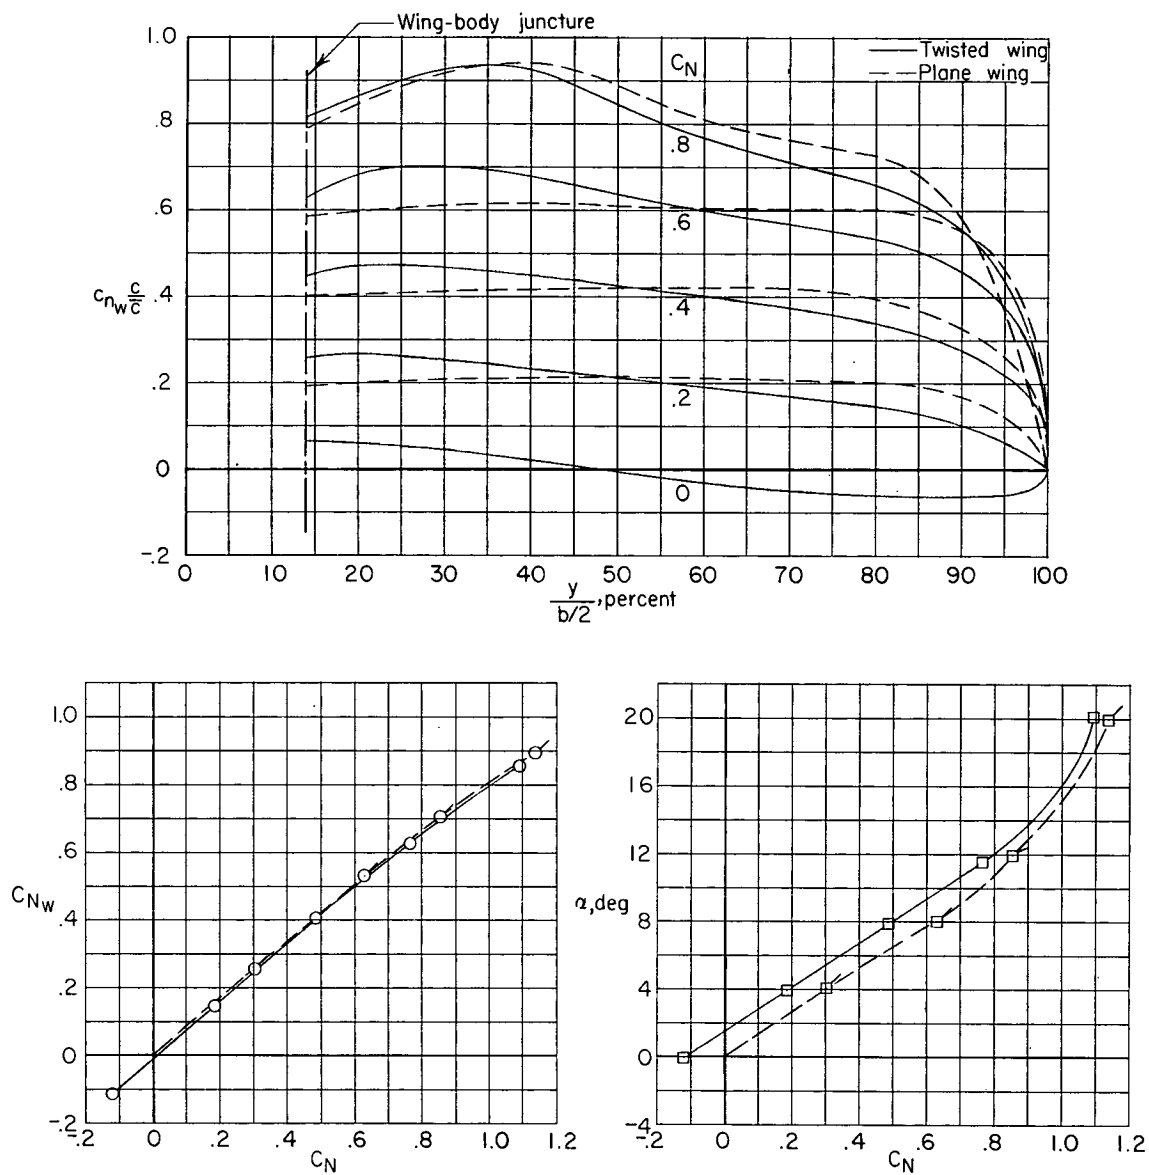 Wing-body juncture
1.0
Twisted wing
Plane wing
C_N
.8
.8
.6
.6
c_{n_w} c/c̄
.4
.4
.2
.2
0
0
-.2
0 10 20 30 40 50 60 70 80 90 100
y/b/2, percent
1.0
.8
.6
C_{N_W}
.4
.2
0
-.2
-.2 0 .2 .4 .6 .8 1.0 1.2
C_N
20
16
12
α, deg
8
4
0
-4
-.2 0 .2 .4 .6 .8 1.0 1.2
C_N